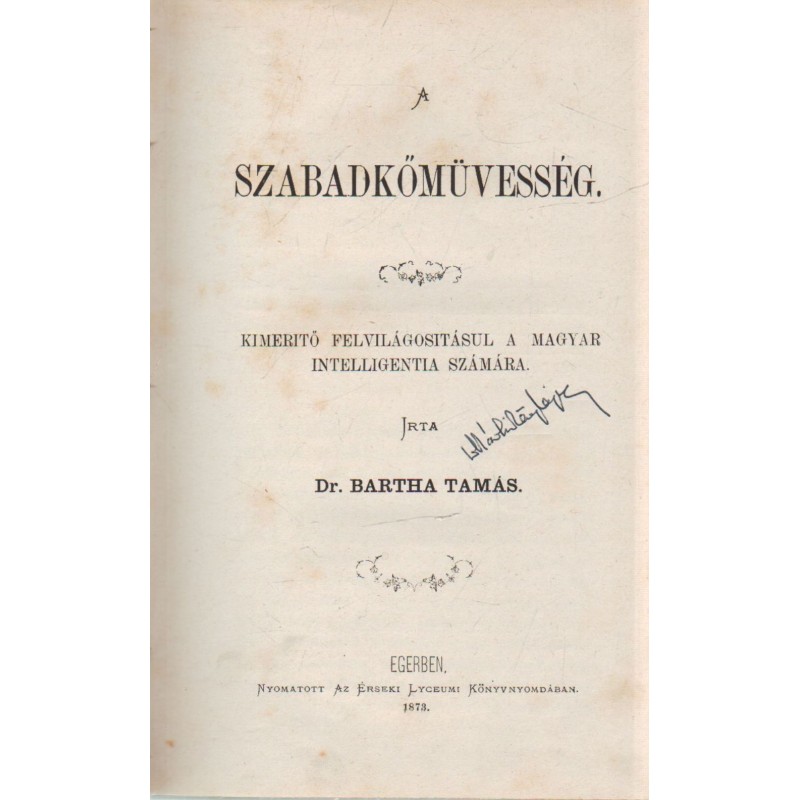 A
SZABADKŐMÜVESSÉG.
KIMERITŐ FELVILÁGOSITÁSUL A MAGYAR
INTELLIGENTIA SZÁMÁRA.
IRTA
Dr. BARTHA TAMÁS.
EGERBEN,
NYOMATOTT AZ ÉRSEKI LYCEUMI KÖNYVNYOMDÁBAN.
1873.